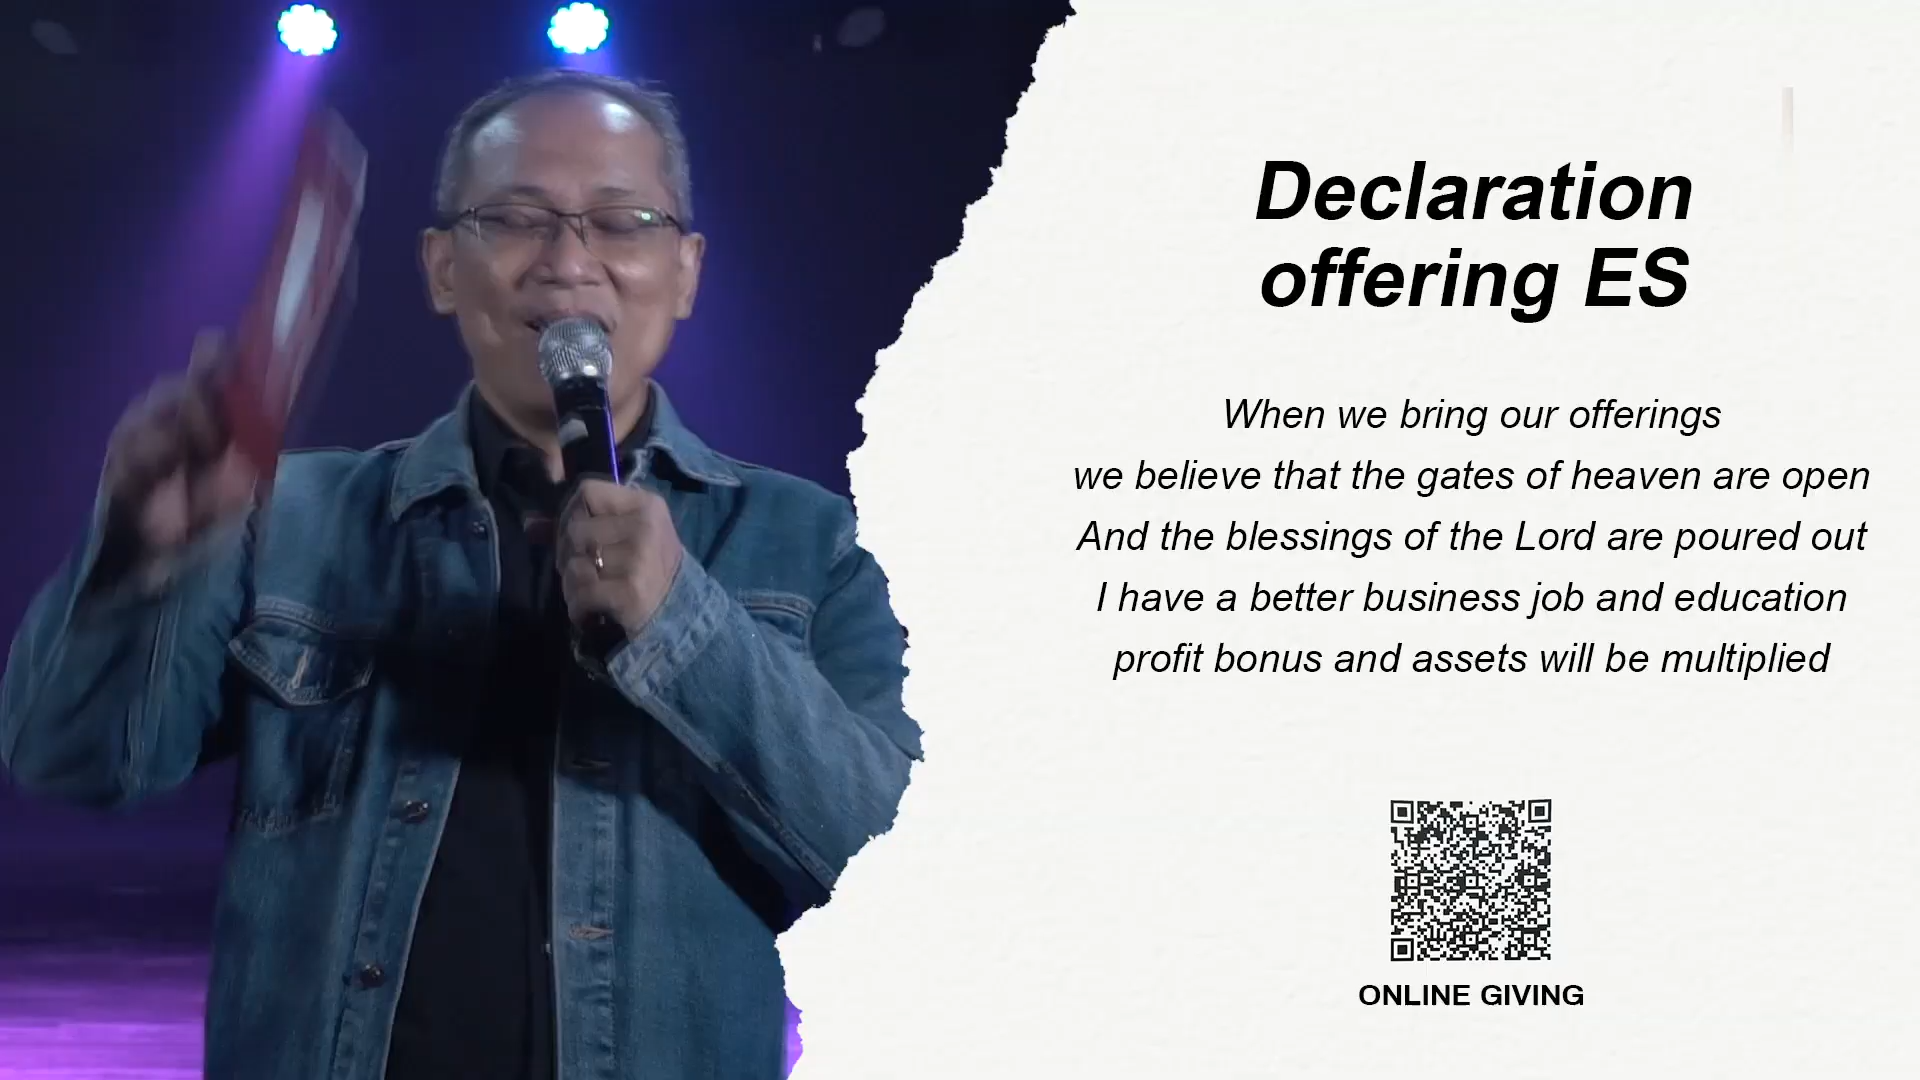 Declaration
offering ES
When we bring our offerings
we believe that the gates of heaven are open
And the blessings of the Lord are poured out
I have a better business job and education
profit bonus and assets will be multiplied
ONLINE GIVING